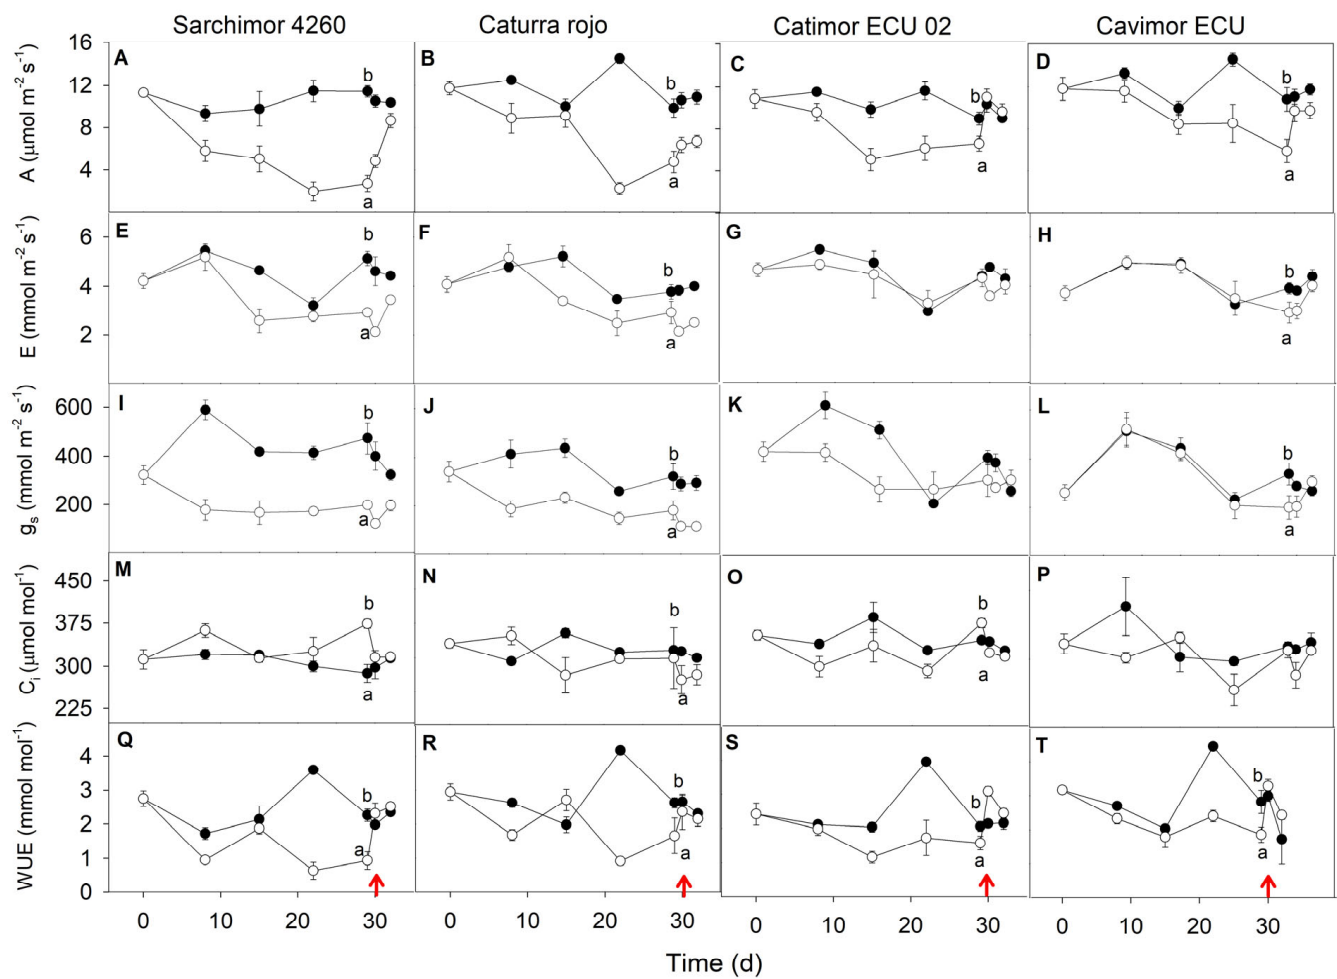 Sarchimor 4260 Caturra rojo Catimor ECU 02 Cavimor ECU
A (μmol m-2 s-1)
16
12
8
4
A b a
B b a
C b a
D b a
E (mmol m-2 s-1)
6
4
2
E b a
F b a
G
H b a
gs (mmol m-2 s-1)
600
400
200
I b a
J b a
K
L b a
Ci (μmol mol-1)
450
375
300
225
M b a
N b a
O b a
P
WUE (mmol mol-1)
4
3
2
1
0
Q b a
R b a
S b a
T b a
0 10 20 30 0 10 20 30 0 10 20 30 0 10 20 30
Time (d)